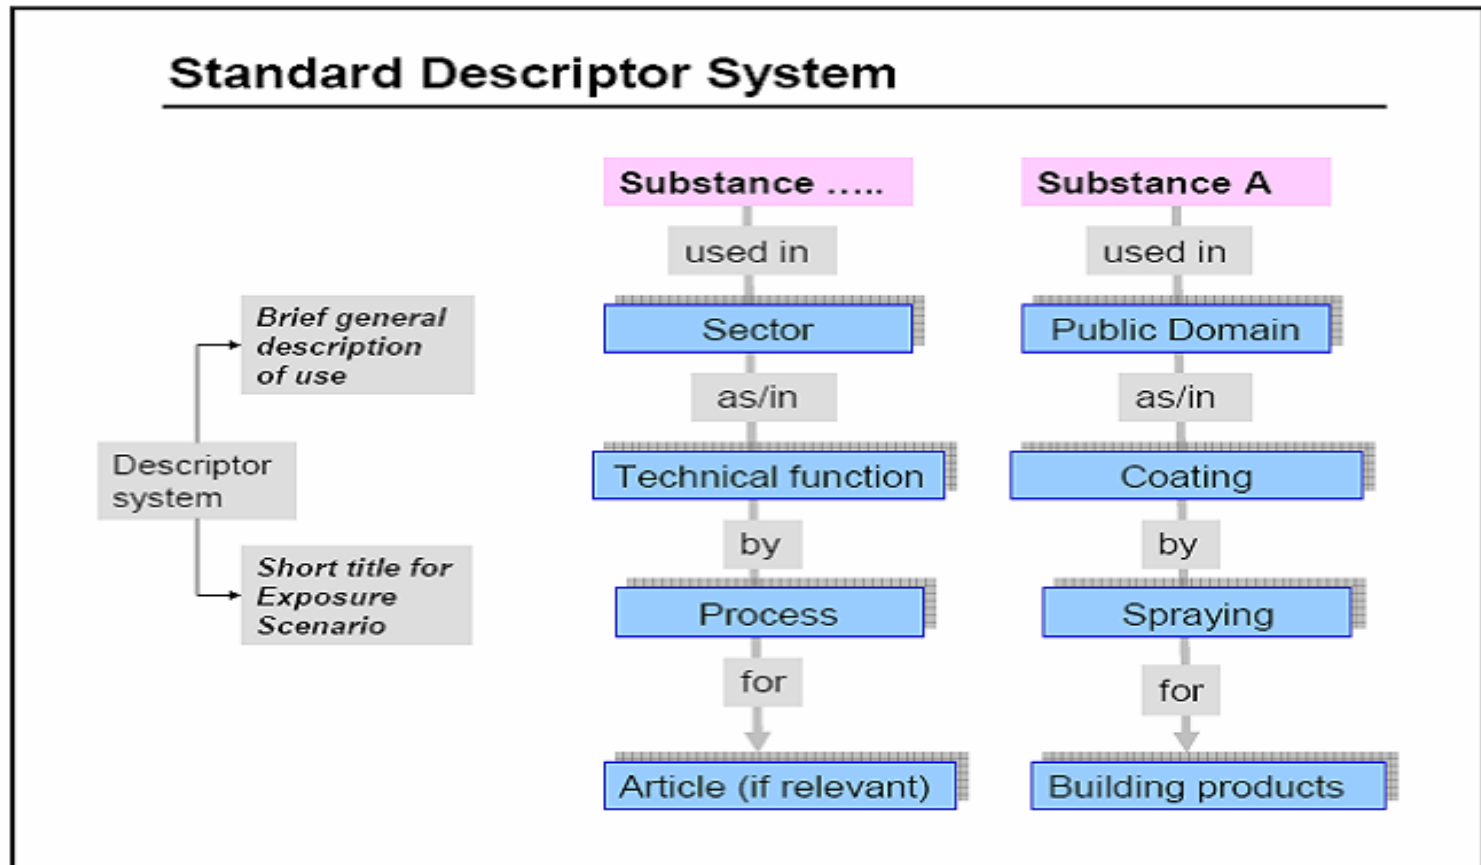 Standard Descriptor System
Brief general
description
of use
Descriptor
system
Short title for
Exposure
Scenario
Substance .....
used in
Sector
as/in
Technical function
by
Process
for
Article (if relevant)
Substance A
used in
Public Domain
as/in
Coating
by
Spraying
for
Building products